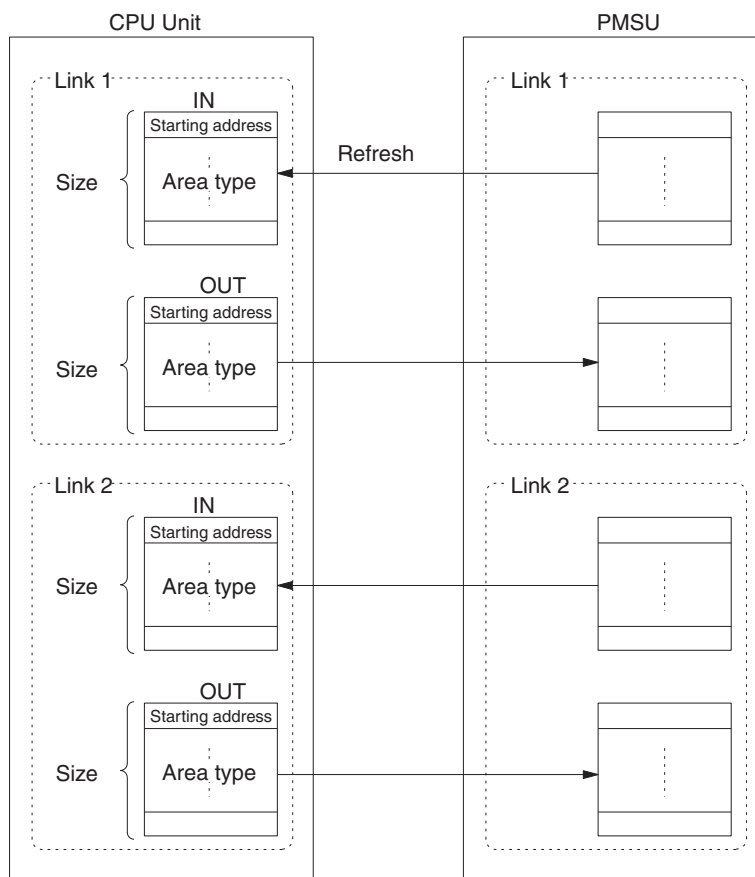 CPU Unit
PMSU
Link 1
IN
Starting address
Size
Area type
Refresh
Link 1
OUT
Starting address
Size
Area type
Link 2
IN
Starting address
Size
Area type
Link 2
OUT
Starting address
Size
Area type